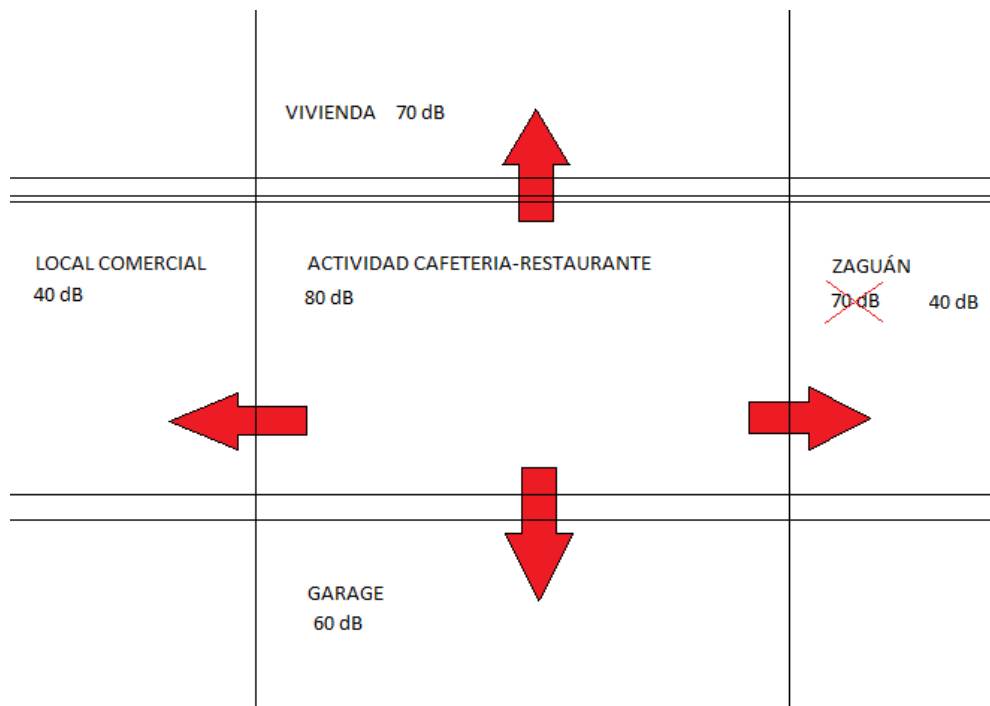 VIVIENDA 70 dB
LOCAL COMERCIAL
40 dB
ACTIVIDAD CAFETERIA-RESTAURANTE
80 dB
ZAGUÁN
70 dB 40 dB
GARAGE
60 dB